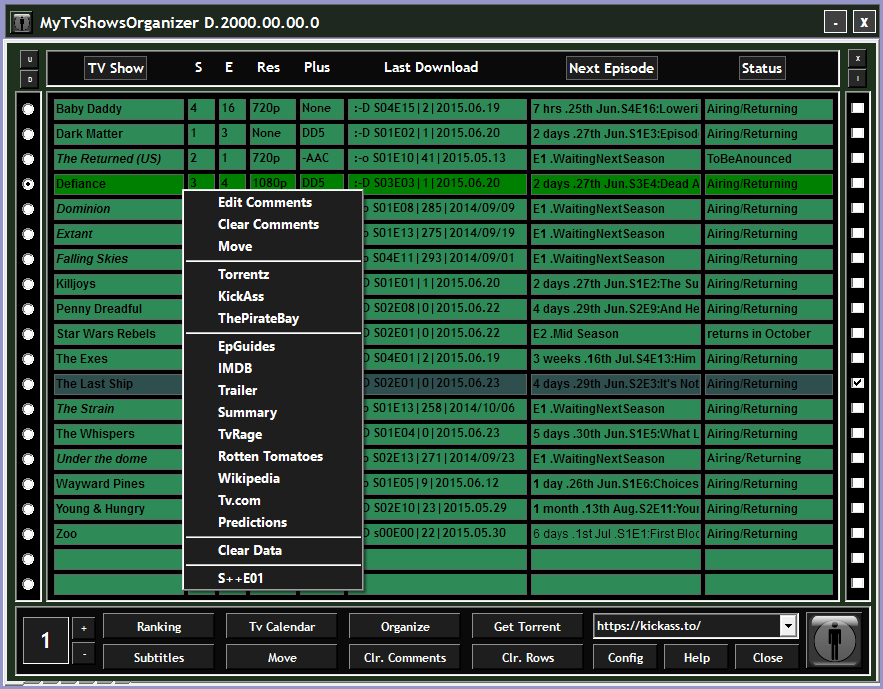 MyTvShowsOrganizer D.2000.00.00.0 - X
U TV Show S E Res Plus Last Download Next Episode Status X
D I
Baby Daddy 4 16 720p None :-D S04E15|2|2015.06.19 7 hrs .25th Jun.S4E16:Loweri Airing/Returning
Dark Matter 1 3 None DD5 :-D S01E02|1|2015.06.20 2 days .27th Jun.S1E3:Episod Airing/Returning
The Returned (US) 2 1 720p -AAC :-o S01E10|41|2015.05.13 E1 .WaitingNextSeason ToBeAnounced
Defiance 3 4 1080p DD5 :-D S03E03|1|2015.06.20 2 days .27th Jun.S3E4:Dead A Airing/Returning
Dominion S01E08|285|2014/09/09 E1 .WaitingNextSeason Airing/Returning
Extant S01E13|275|2014/09/19 E1 .WaitingNextSeason Airing/Returning
Falling Skies S04E11|293|2014/09/01 E1 .WaitingNextSeason Airing/Returning
Killjoys S01E01|1|2015.06.20 2 days .27th Jun.S1E2:The Su Airing/Returning
Penny Dreadful S02E08|0|2015.06.22 4 days .29th Jun.S2E9:And He Airing/Returning
Star Wars Rebels S02E01|0|2015.06.22 E2 .Mid Season returns in October
The Exes S04E01|2|2015.06.19 3 weeks .16th Jul.S4E13:Him Airing/Returning
The Last Ship S02E01|0|2015.06.23 4 days .29th Jun.S2E3:It's Not Airing/Returning
The Strain S01E13|258|2014/10/06 E1 .WaitingNextSeason Airing/Returning
The Whispers S01E04|0|2015.06.23 5 days .30th Jun.S1E5:What L Airing/Returning
Under the dome S02E13|271|2014/09/23 E1 .WaitingNextSeason Airing/Returning
Wayward Pines S01E05|9|2015.06.12 1 day .26th Jun.S1E6:Choices Airing/Returning
Young & Hungry S02E10|23|2015.05.29 1 month .13th Aug.S2E11:Your Airing/Returning
Zoo s00E00|22|2015.05.30 6 days .1st Jul .S1E1:First Bloc Airing/Returning
Edit Comments
Clear Comments
Move
Torrentz
KickAss
ThePirateBay
EpGuides
IMDB
Trailer
Summary
TvRage
Rotten Tomatoes
Wikipedia
Tv.com
Predictions
Clear Data
S++E01
1 + - Ranking Tv Calendar Organize Get Torrent https://kickass.to/
Subtitles Move Clr. Comments Clr. Rows Config Help Close